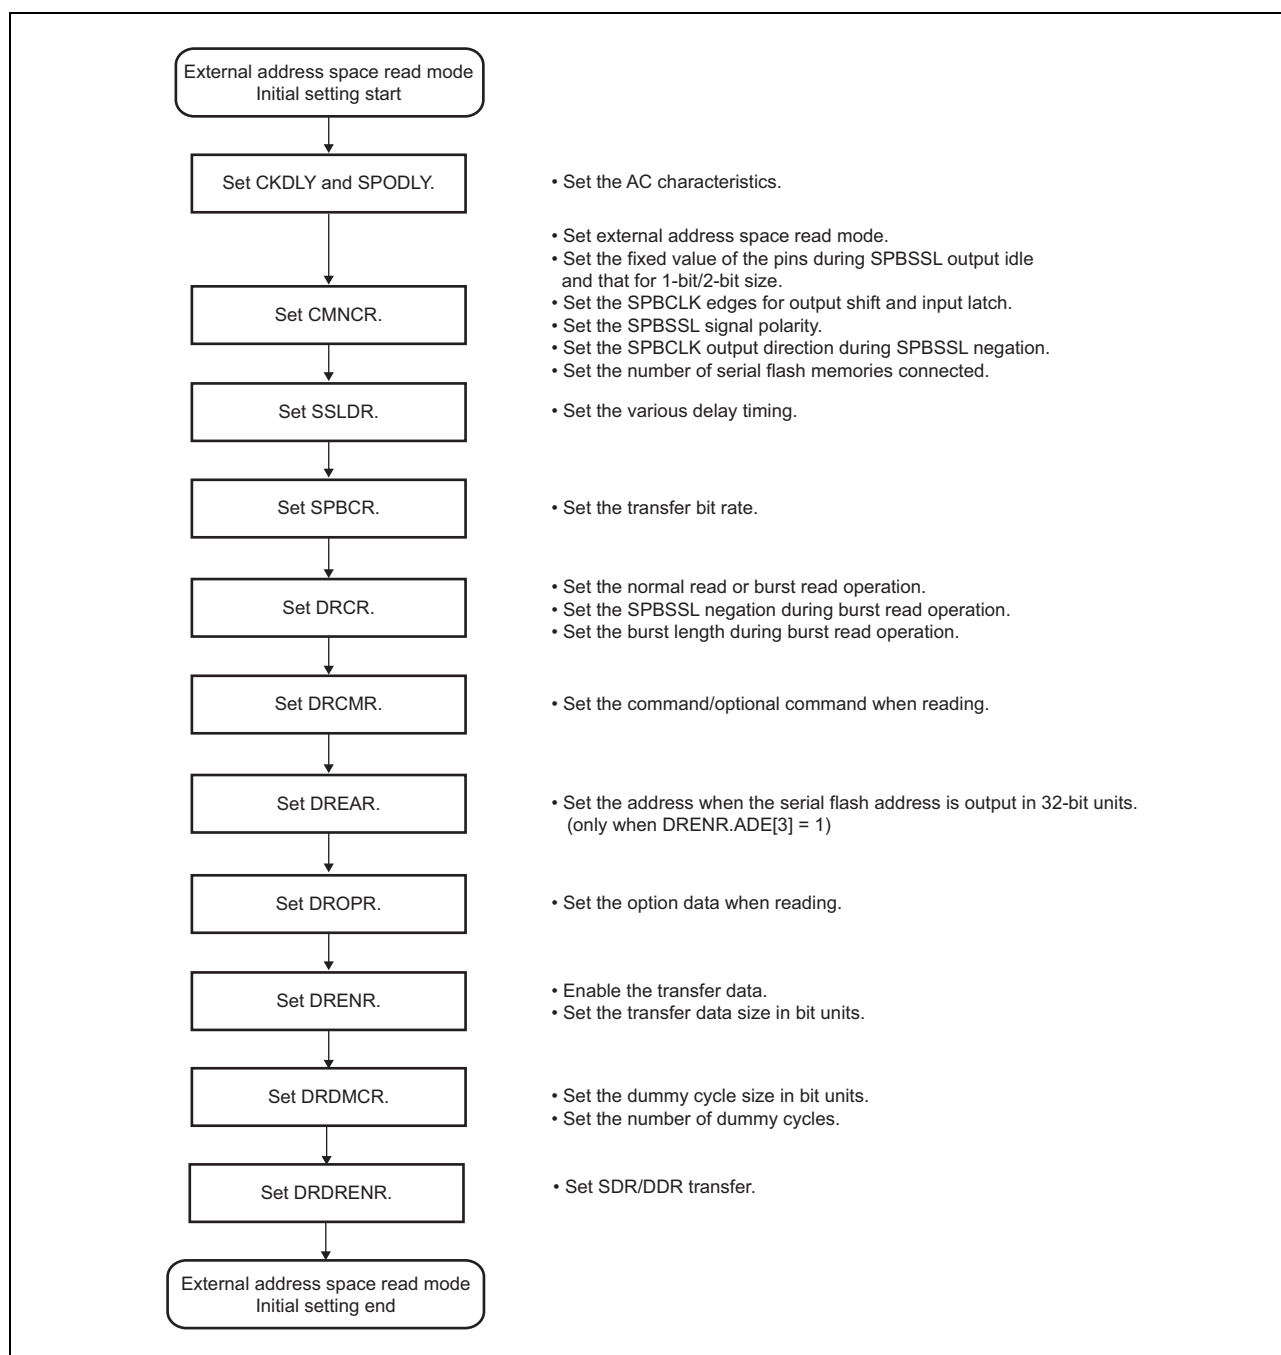 External address space read mode
Initial setting start
Set CKDLY and SPODLY.
• Set the AC characteristics.
Set CMNCR.
• Set external address space read mode.
• Set the fixed value of the pins during SPBSSL output idle
and that for 1-bit/2-bit size.
• Set the SPBCLK edges for output shift and input latch.
• Set the SPBSSL signal polarity.
• Set the SPBCLK output direction during SPBSSL negation.
• Set the number of serial flash memories connected.
Set SSLDR.
• Set the various delay timing.
Set SPBCR.
• Set the transfer bit rate.
Set DRCR.
• Set the normal read or burst read operation.
• Set the SPBSSL negation during burst read operation.
• Set the burst length during burst read operation.
Set DRCMR.
• Set the command/optional command when reading.
Set DREAR.
• Set the address when the serial flash address is output in 32-bit units.
(only when DRENR.ADE[3] = 1)
Set DROPR.
• Set the option data when reading.
Set DRENR.
• Enable the transfer data.
• Set the transfer data size in bit units.
Set DRDMCR.
• Set the dummy cycle size in bit units.
• Set the number of dummy cycles.
Set DRDRENR.
• Set SDR/DDR transfer.
External address space read mode
Initial setting end